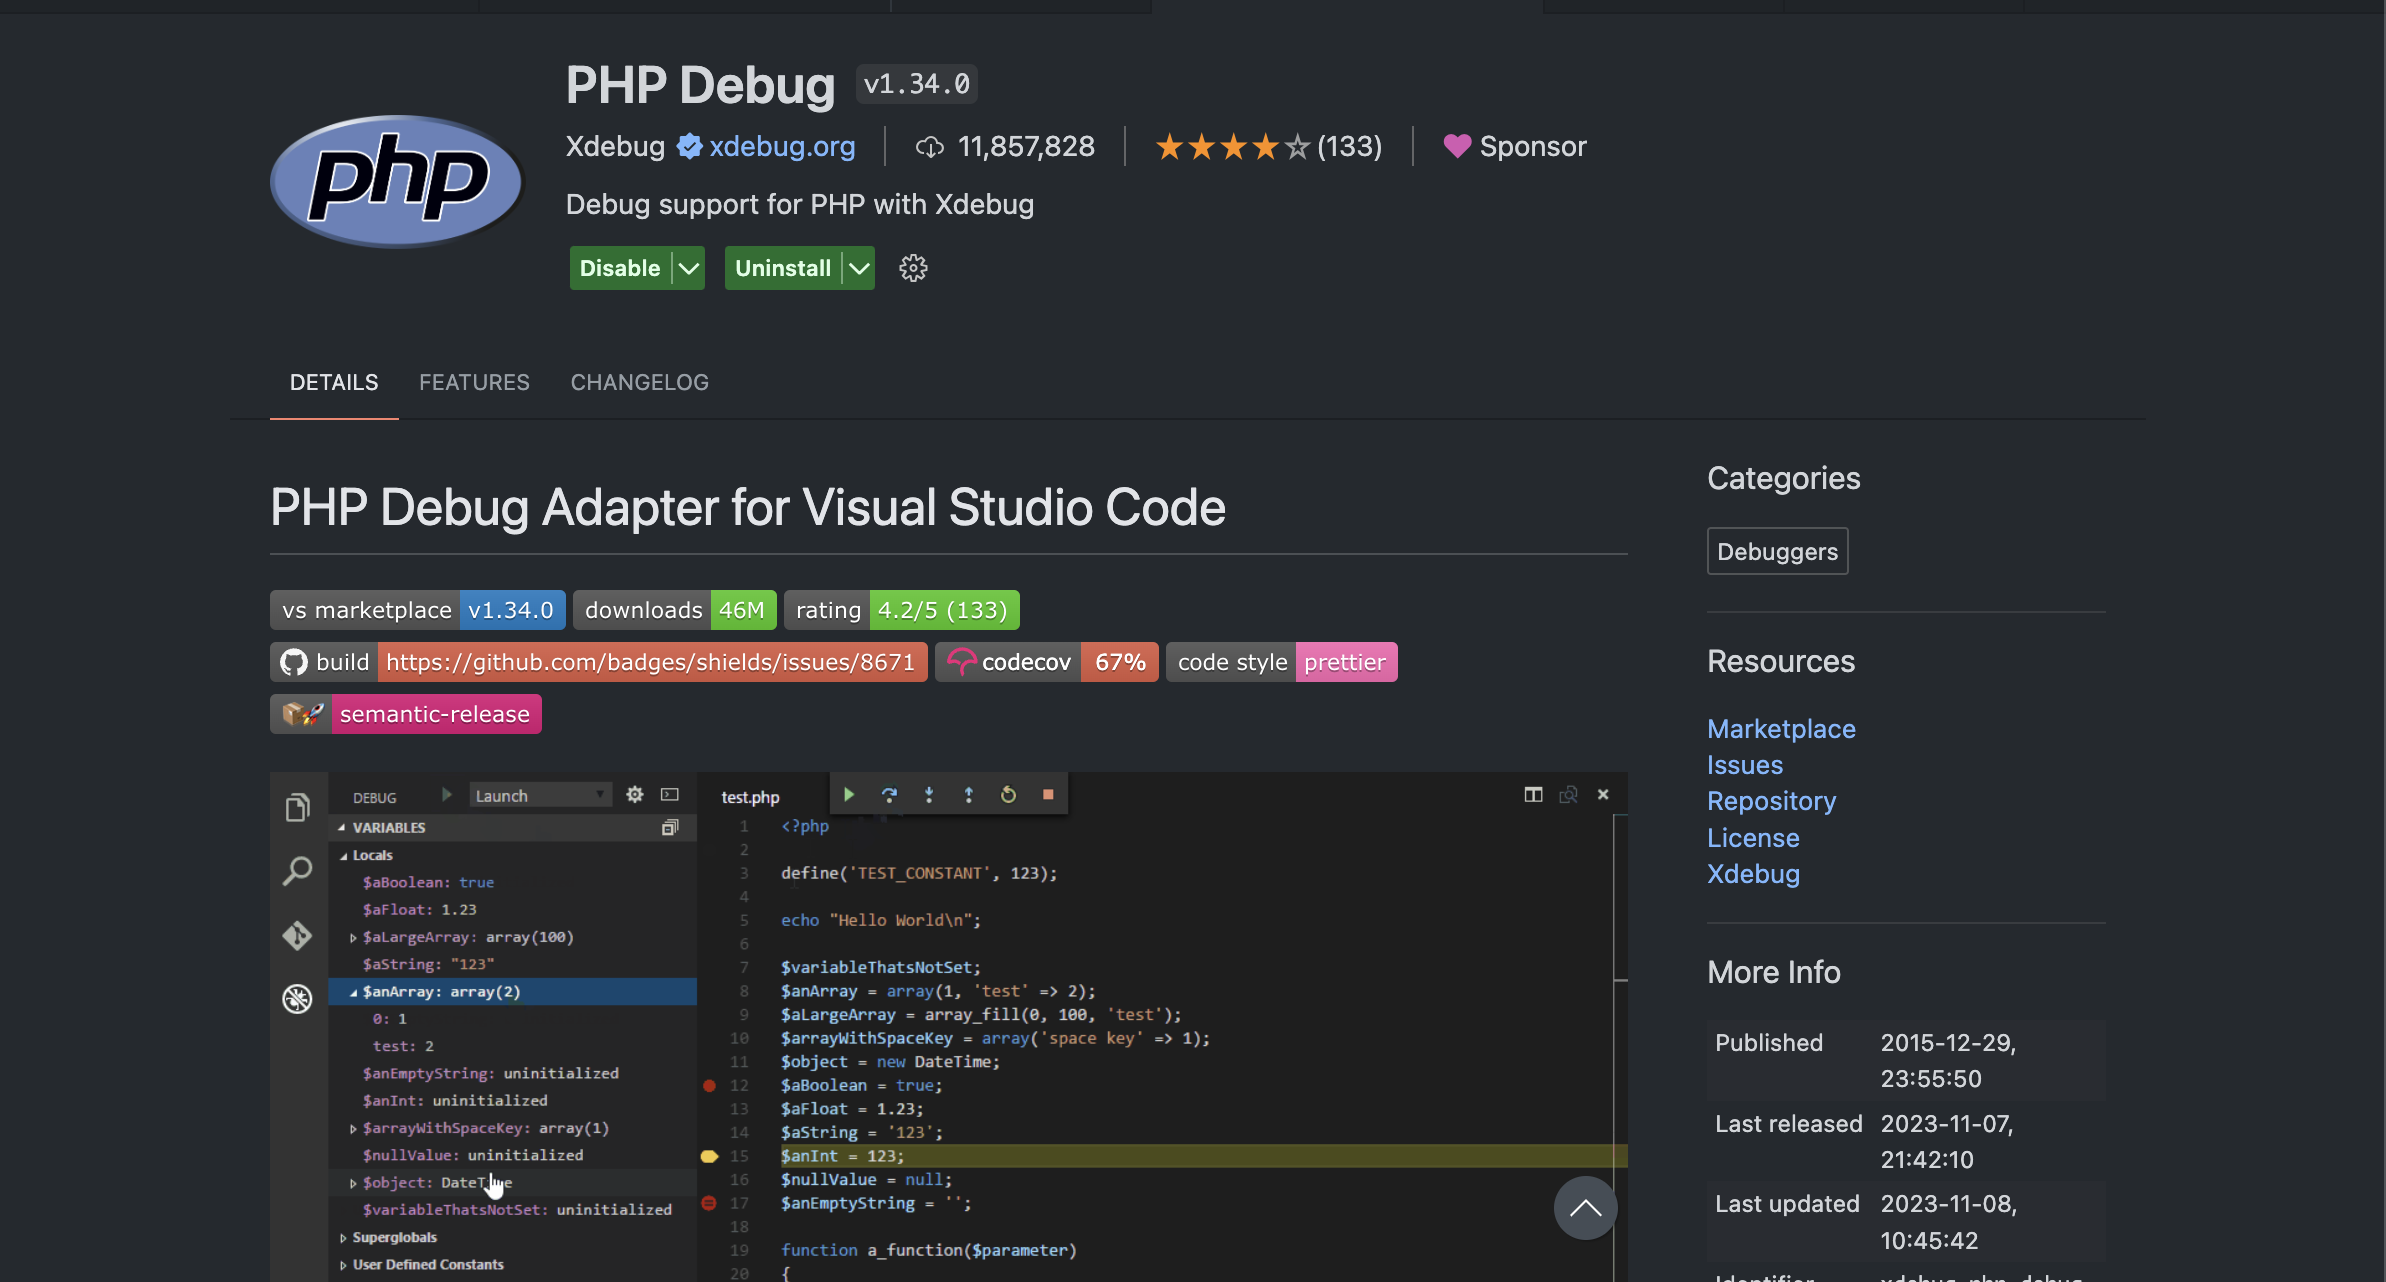 PHP Debug v1.34.0
php
Xdebug xdebug.org 11,857,828 (133) Sponsor
Debug support for PHP with Xdebug
Disable Uninstall
DETAILS FEATURES CHANGELOG
PHP Debug Adapter for Visual Studio Code
vs marketplace v1.34.0 downloads 46M rating 4.2/5 (133)
build https://github.com/badges/shields/issues/8671 codecov 67% code style prettier
semantic-release
DEBUG Launch
VARIABLES
Locals
$aBoolean: true
$aFloat: 1.23
$aLargeArray: array(100)
$aString: "123"
$anArray: array(2)
0: 1
test: 2
$anEmptyString: uninitialized
$anInt: uninitialized
$arrayWithSpaceKey: array(1)
$nullValue: uninitialized
$object:
$variableThatsNotSet: uninitialized
Superglobals
User Defined Constants
test.php
1 <?php
2
3 define('TEST_CONSTANT', 123);
4
5 echo "Hello World\n";
6
7 $variableThatsNotSet;
8 $anArray = array(1, 'test' => 2);
9 $aLargeArray = array_fill(0, 100, 'test');
10 $arrayWithSpaceKey = array('space key' => 1);
11 $object = new DateTime;
12 $aBoolean = true;
13 $aFloat = 1.23;
14 $aString = '123';
15 $anInt = 123;
16 $nullValue = null;
17 $anEmptyString = '';
18
19 function a_function($parameter)
20 {
Categories
Debuggers
Resources
Marketplace
Issues
Repository
License
Xdebug
More Info
Published 2015-12-29,
23:55:50
Last released 2023-11-07,
21:42:10
Last updated 2023-11-08,
10:45:42